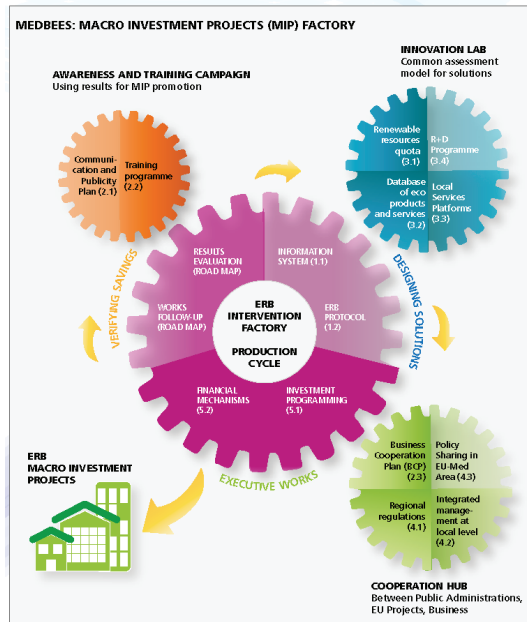 MEDBEES: MACRO INVESTMENT PROJECTS (MIP) FACTORY
INNOVATION LAB
Common assessment
model for solutions
AWARENESS AND TRAINING CAMPAIGN
Using results for MIP promotion
Renewable
resources
quota
(3.1)
R+D
Programme
(3.4)
Database
of eco
products
and services
(3.2)
Local
Services
Platforms
(3.3)
Communi-
cation and
Publicity
Plan (2.1)
Training
programme
(2.2)
RESULTS
EVALUATION
(ROAD MAP)
INFORMATION
SYSTEM (1.1)
WORKS
FOLLOW-UP
(ROAD MAP)
ERB
PROTOCOL
(1.2)
ERB
INTERVENTION
FACTORY
PRODUCTION
CYCLE
FINANCIAL
MECHANISMS
(5.2)
INVESTMENT
PROGRAMMING
(5.1)
VERIFYING SAVINGS
DESIGNING SOLUTIONS
EXECUTIVE WORKS
ERB
MACRO INVESTMENT
PROJECTS
Business
Cooperation
Plan (BCP)
(2.3)
Policy
Sharing in
EU-Med
Area (4.3)
Regional
regulations
(4.1)
Integrated
manage-
ment at
local level
(4.2)
COOPERATION HUB
Between Public Administrations,
EU Projects, Business